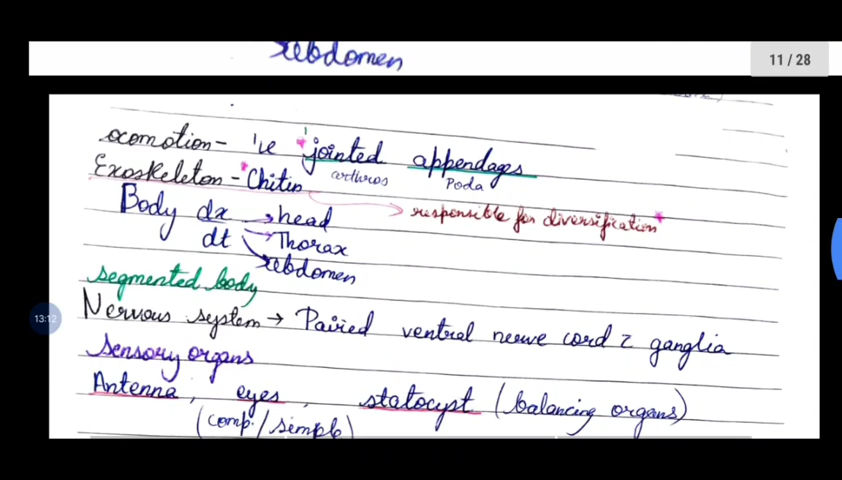 abdomen
11 / 28
ocomotion - 've *jointed appendages
arthros Poda
Exoskeleton - *Chitin
→ responsible for diversification*
Body dx → head
dt → Thorax
→ abdomen
segmented body
Nervous system → Paired ventral nerve cord c ganglia
13:12
Sensory organs
Antenna, eyes, statocyst (balancing organs)
(comp./simple)